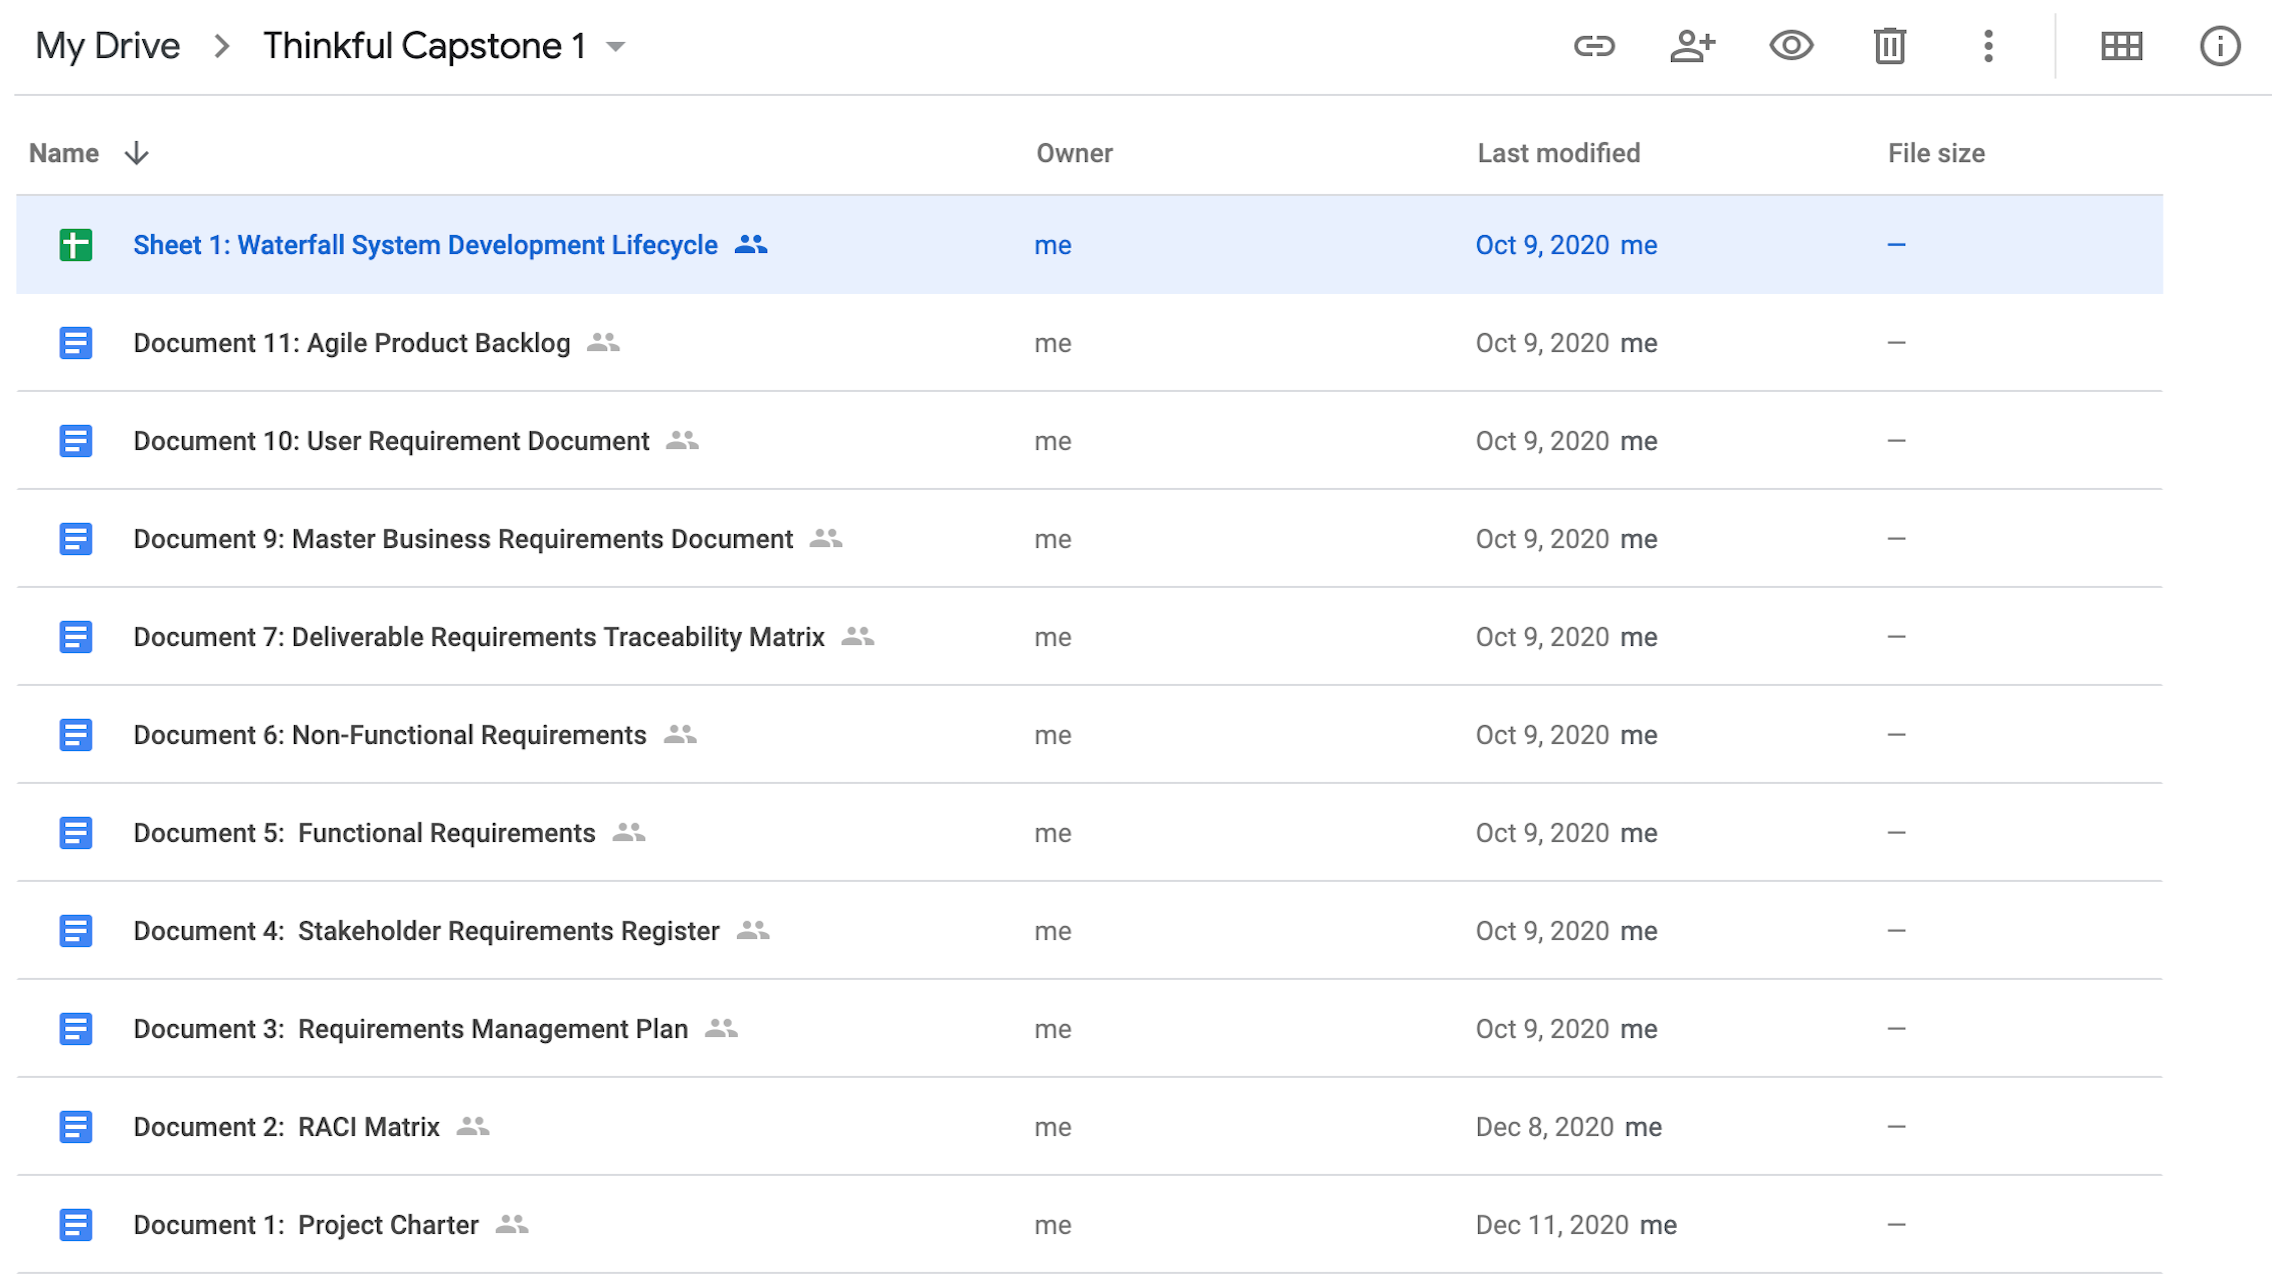 My Drive > Thinkful Capstone 1
Name Owner Last modified File size
Sheet 1: Waterfall System Development Lifecycle me Oct 9, 2020 me —
Document 11: Agile Product Backlog me Oct 9, 2020 me —
Document 10: User Requirement Document me Oct 9, 2020 me —
Document 9: Master Business Requirements Document me Oct 9, 2020 me —
Document 7: Deliverable Requirements Traceability Matrix me Oct 9, 2020 me —
Document 6: Non-Functional Requirements me Oct 9, 2020 me —
Document 5:  Functional Requirements me Oct 9, 2020 me —
Document 4:  Stakeholder Requirements Register me Oct 9, 2020 me —
Document 3:  Requirements Management Plan me Oct 9, 2020 me —
Document 2:  RACI Matrix me Dec 8, 2020 me —
Document 1:  Project Charter me Dec 11, 2020 me —